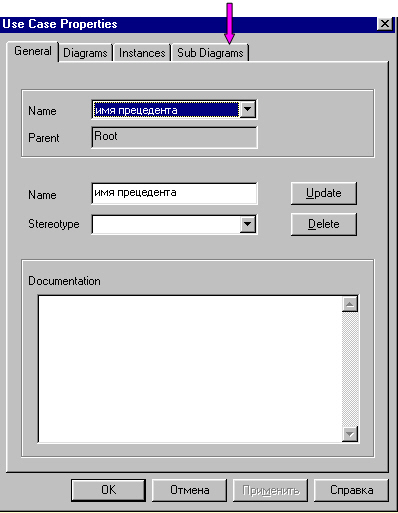 Use Case Properties
General Diagrams Instances Sub Diagrams
Name имя прецедента
Parent Root
Name имя прецедента Update
Stereotype Delete
Documentation
OK Отмена Применить Справка